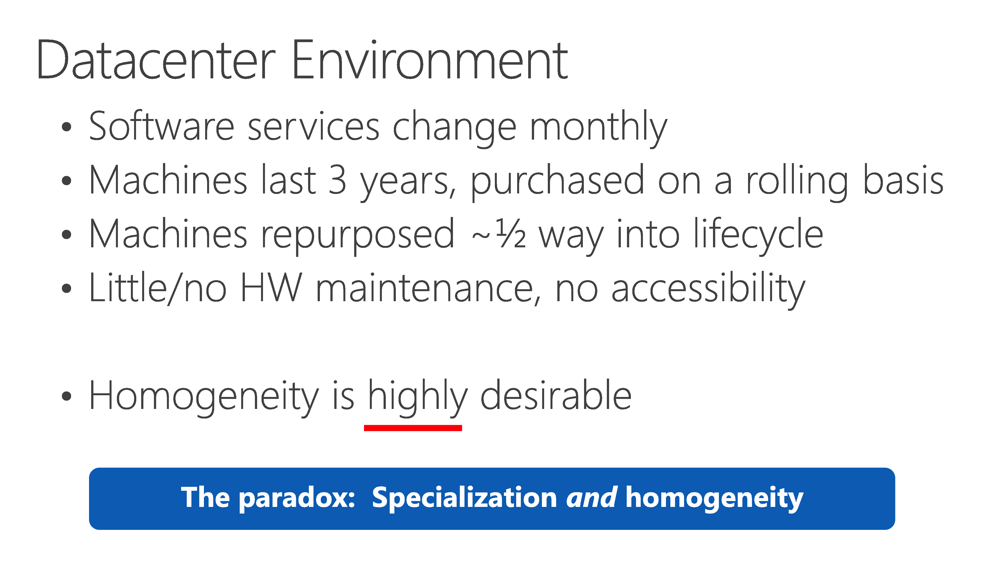 Datacenter Environment
• Software services change monthly
• Machines last 3 years, purchased on a rolling basis
• Machines repurposed ~½ way into lifecycle
• Little/no HW maintenance, no accessibility
• Homogeneity is highly desirable
The paradox: Specialization and homogeneity